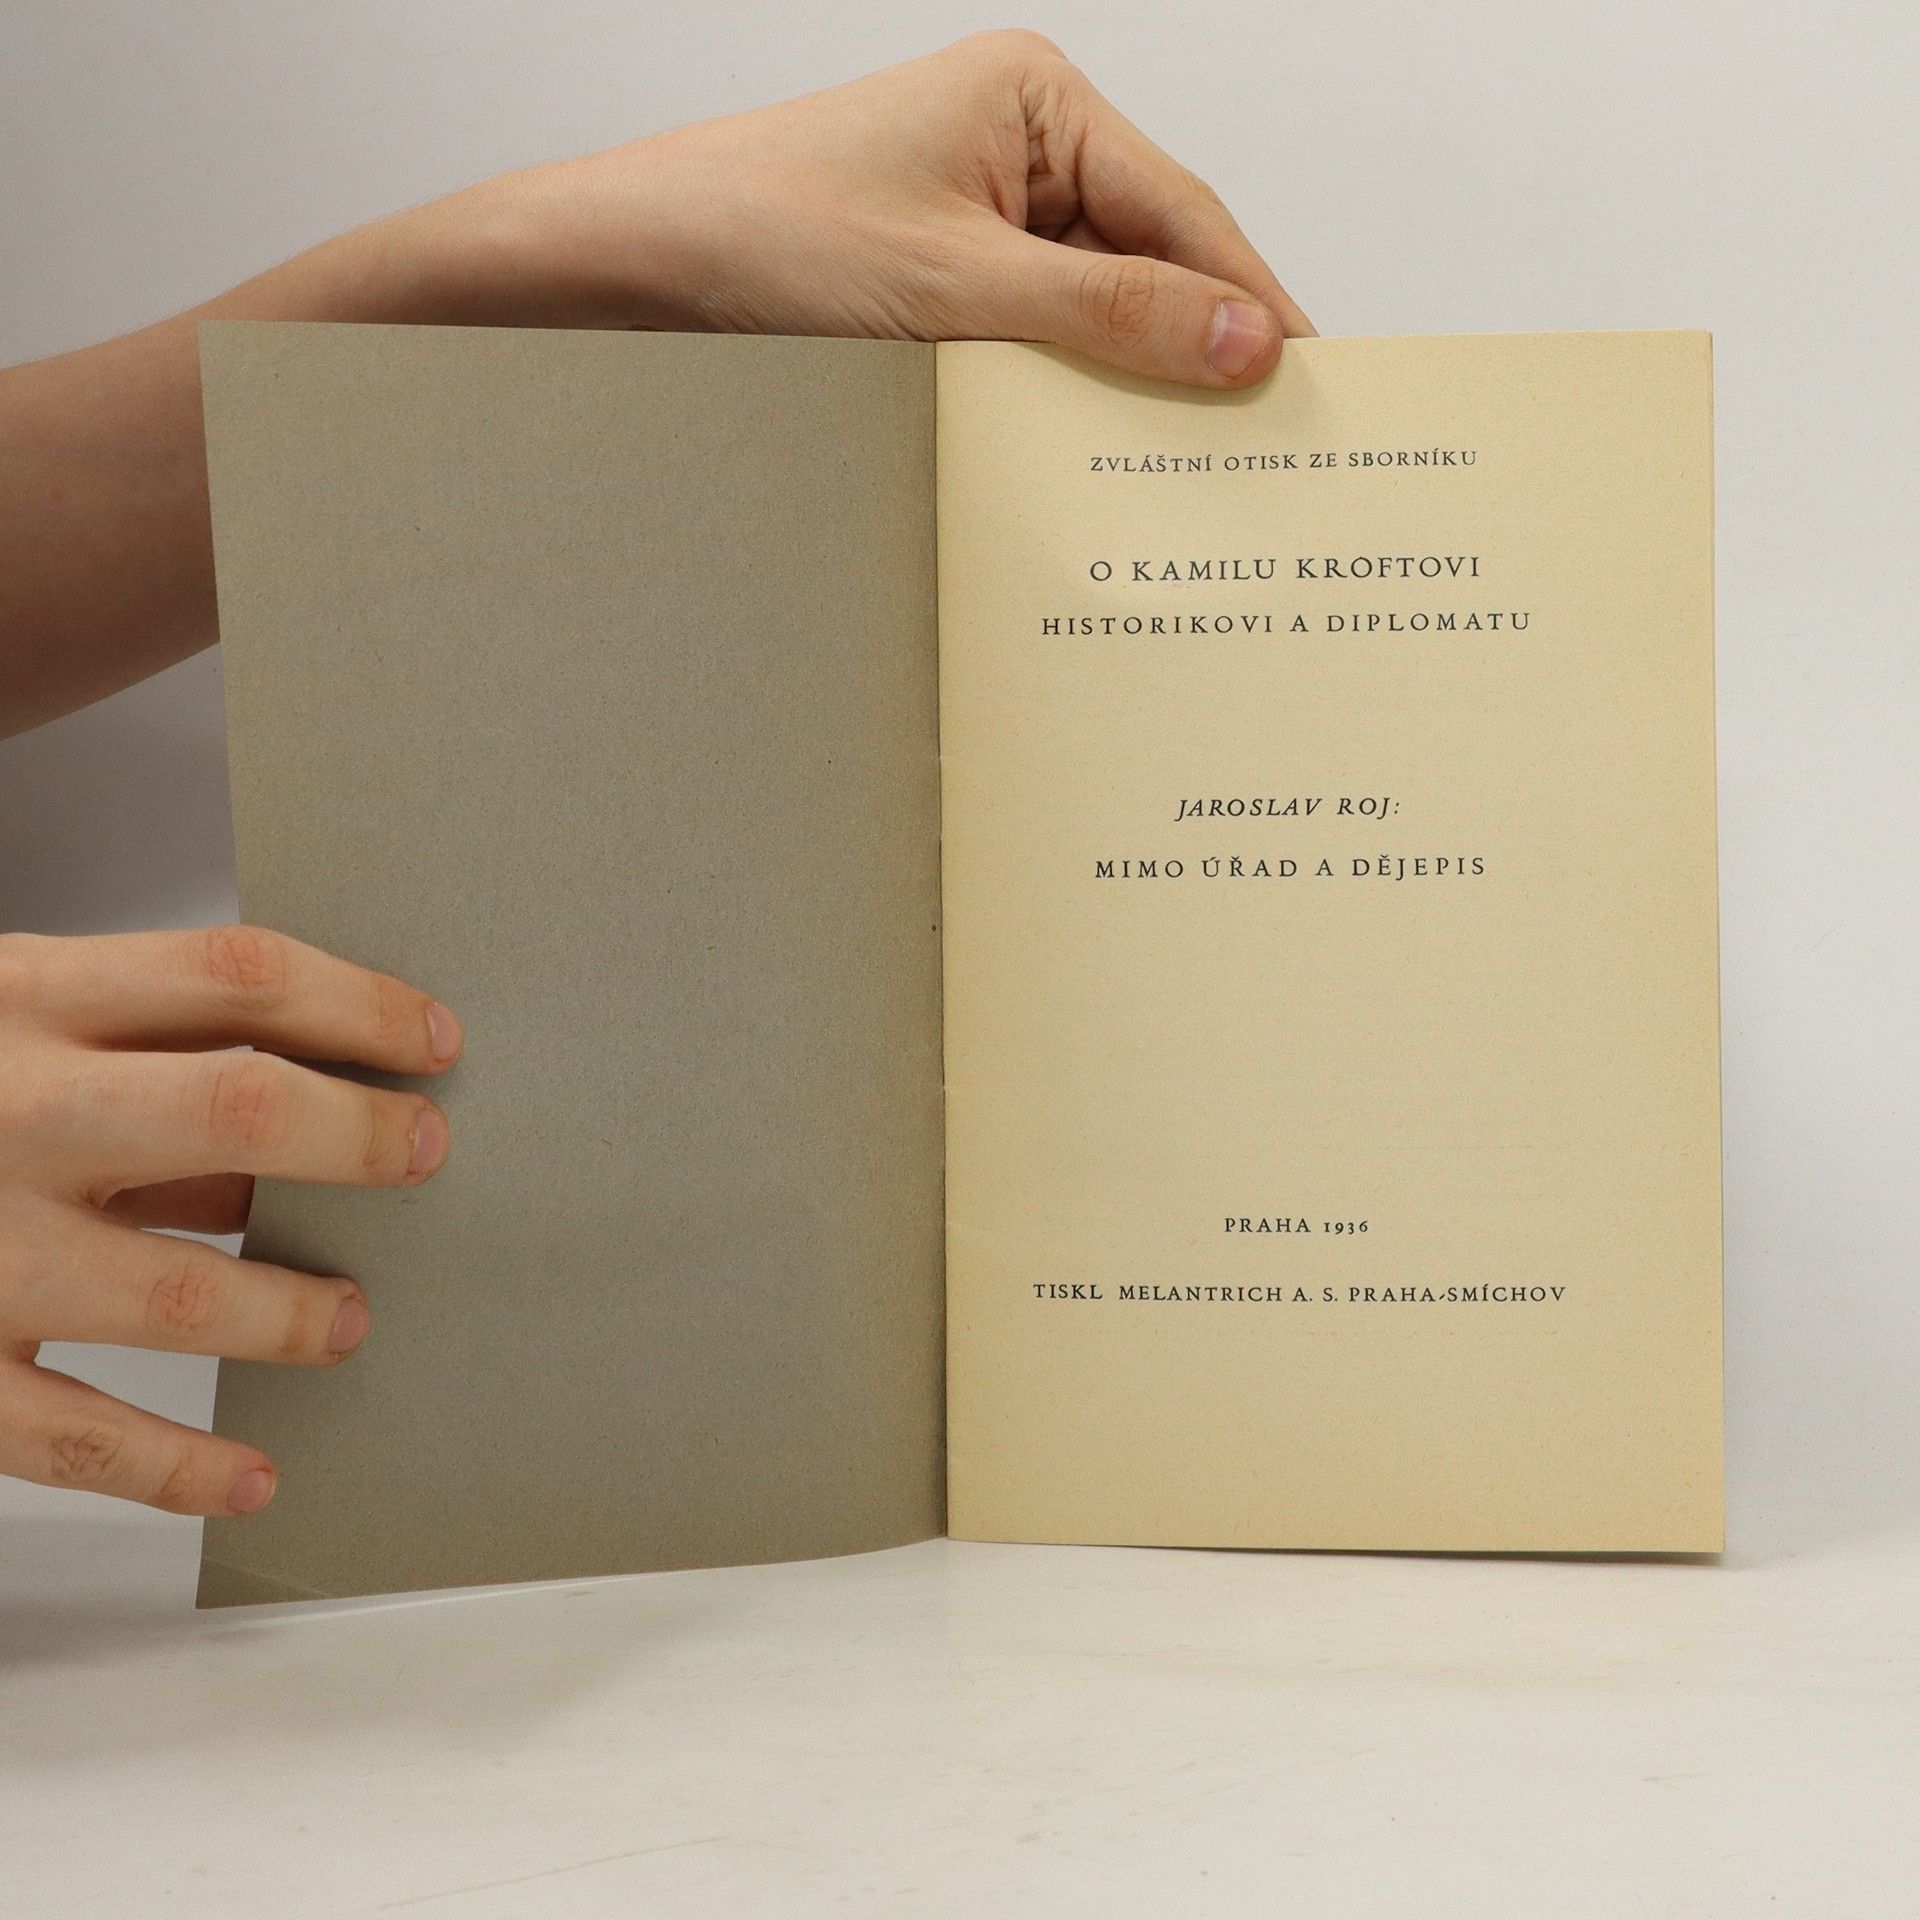 ZVLÁŠTNÍ OTISK ZE SBORNÍKU
O KAMILU KROFTOVI
HISTORIKOVI A DIPLOMATU
JAROSLAV ROJ:
MIMO ÚŘAD A DĚJEPIS
PRAHA 1936
TISKL MELANTRICH A. S. PRAHA-SMÍCHOV